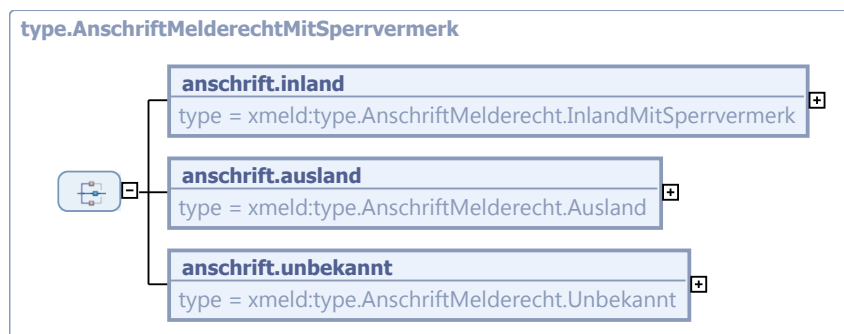 type.AnschriftMelderechtMitSperrvermerk
anschrift.inland
type = xmeld:type.AnschriftMelderecht.InlandMitSperrvermerk
anschrift.ausland
type = xmeld:type.AnschriftMelderecht.Ausland
anschrift.unbekannt
type = xmeld:type.AnschriftMelderecht.Unbekannt